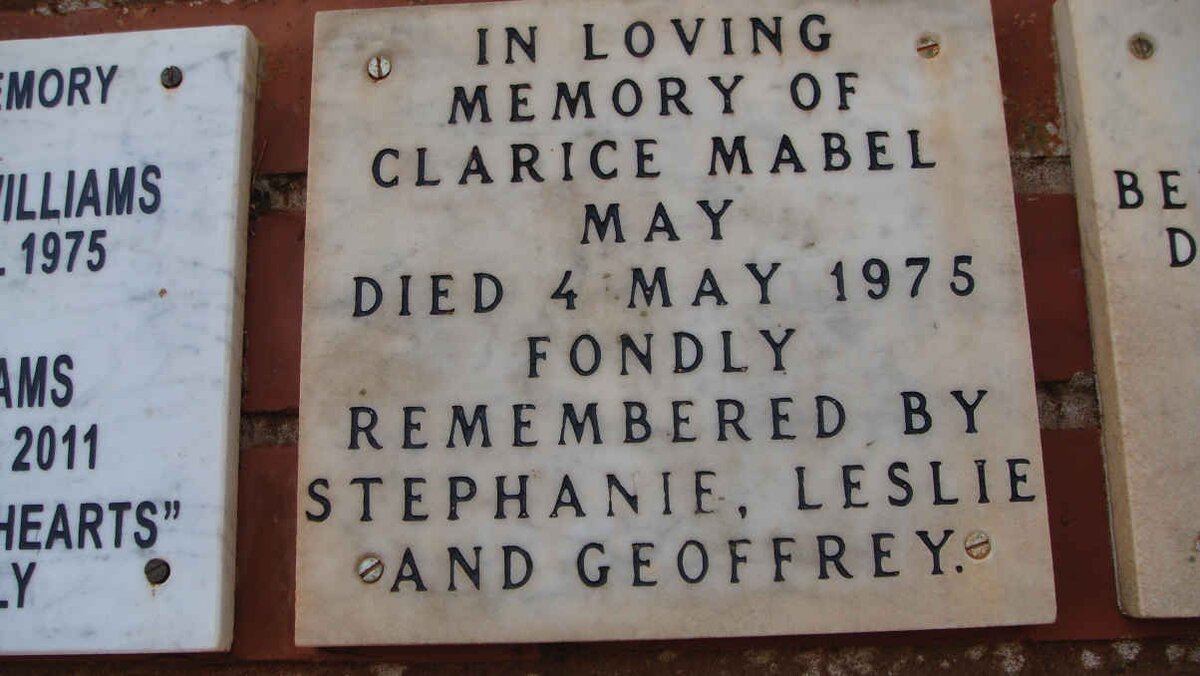 IN LOVING
MEMORY OF
CLARICE MABEL
MAY
DIED 4 MAY 1975
FONDLY
REMEMBERED BY
STEPHANIE, LESLIE
AND GEOFFREY.
EMORY
WILLIAMS
. 1975
AMS
2011
HEARTS”
LY
BE
D